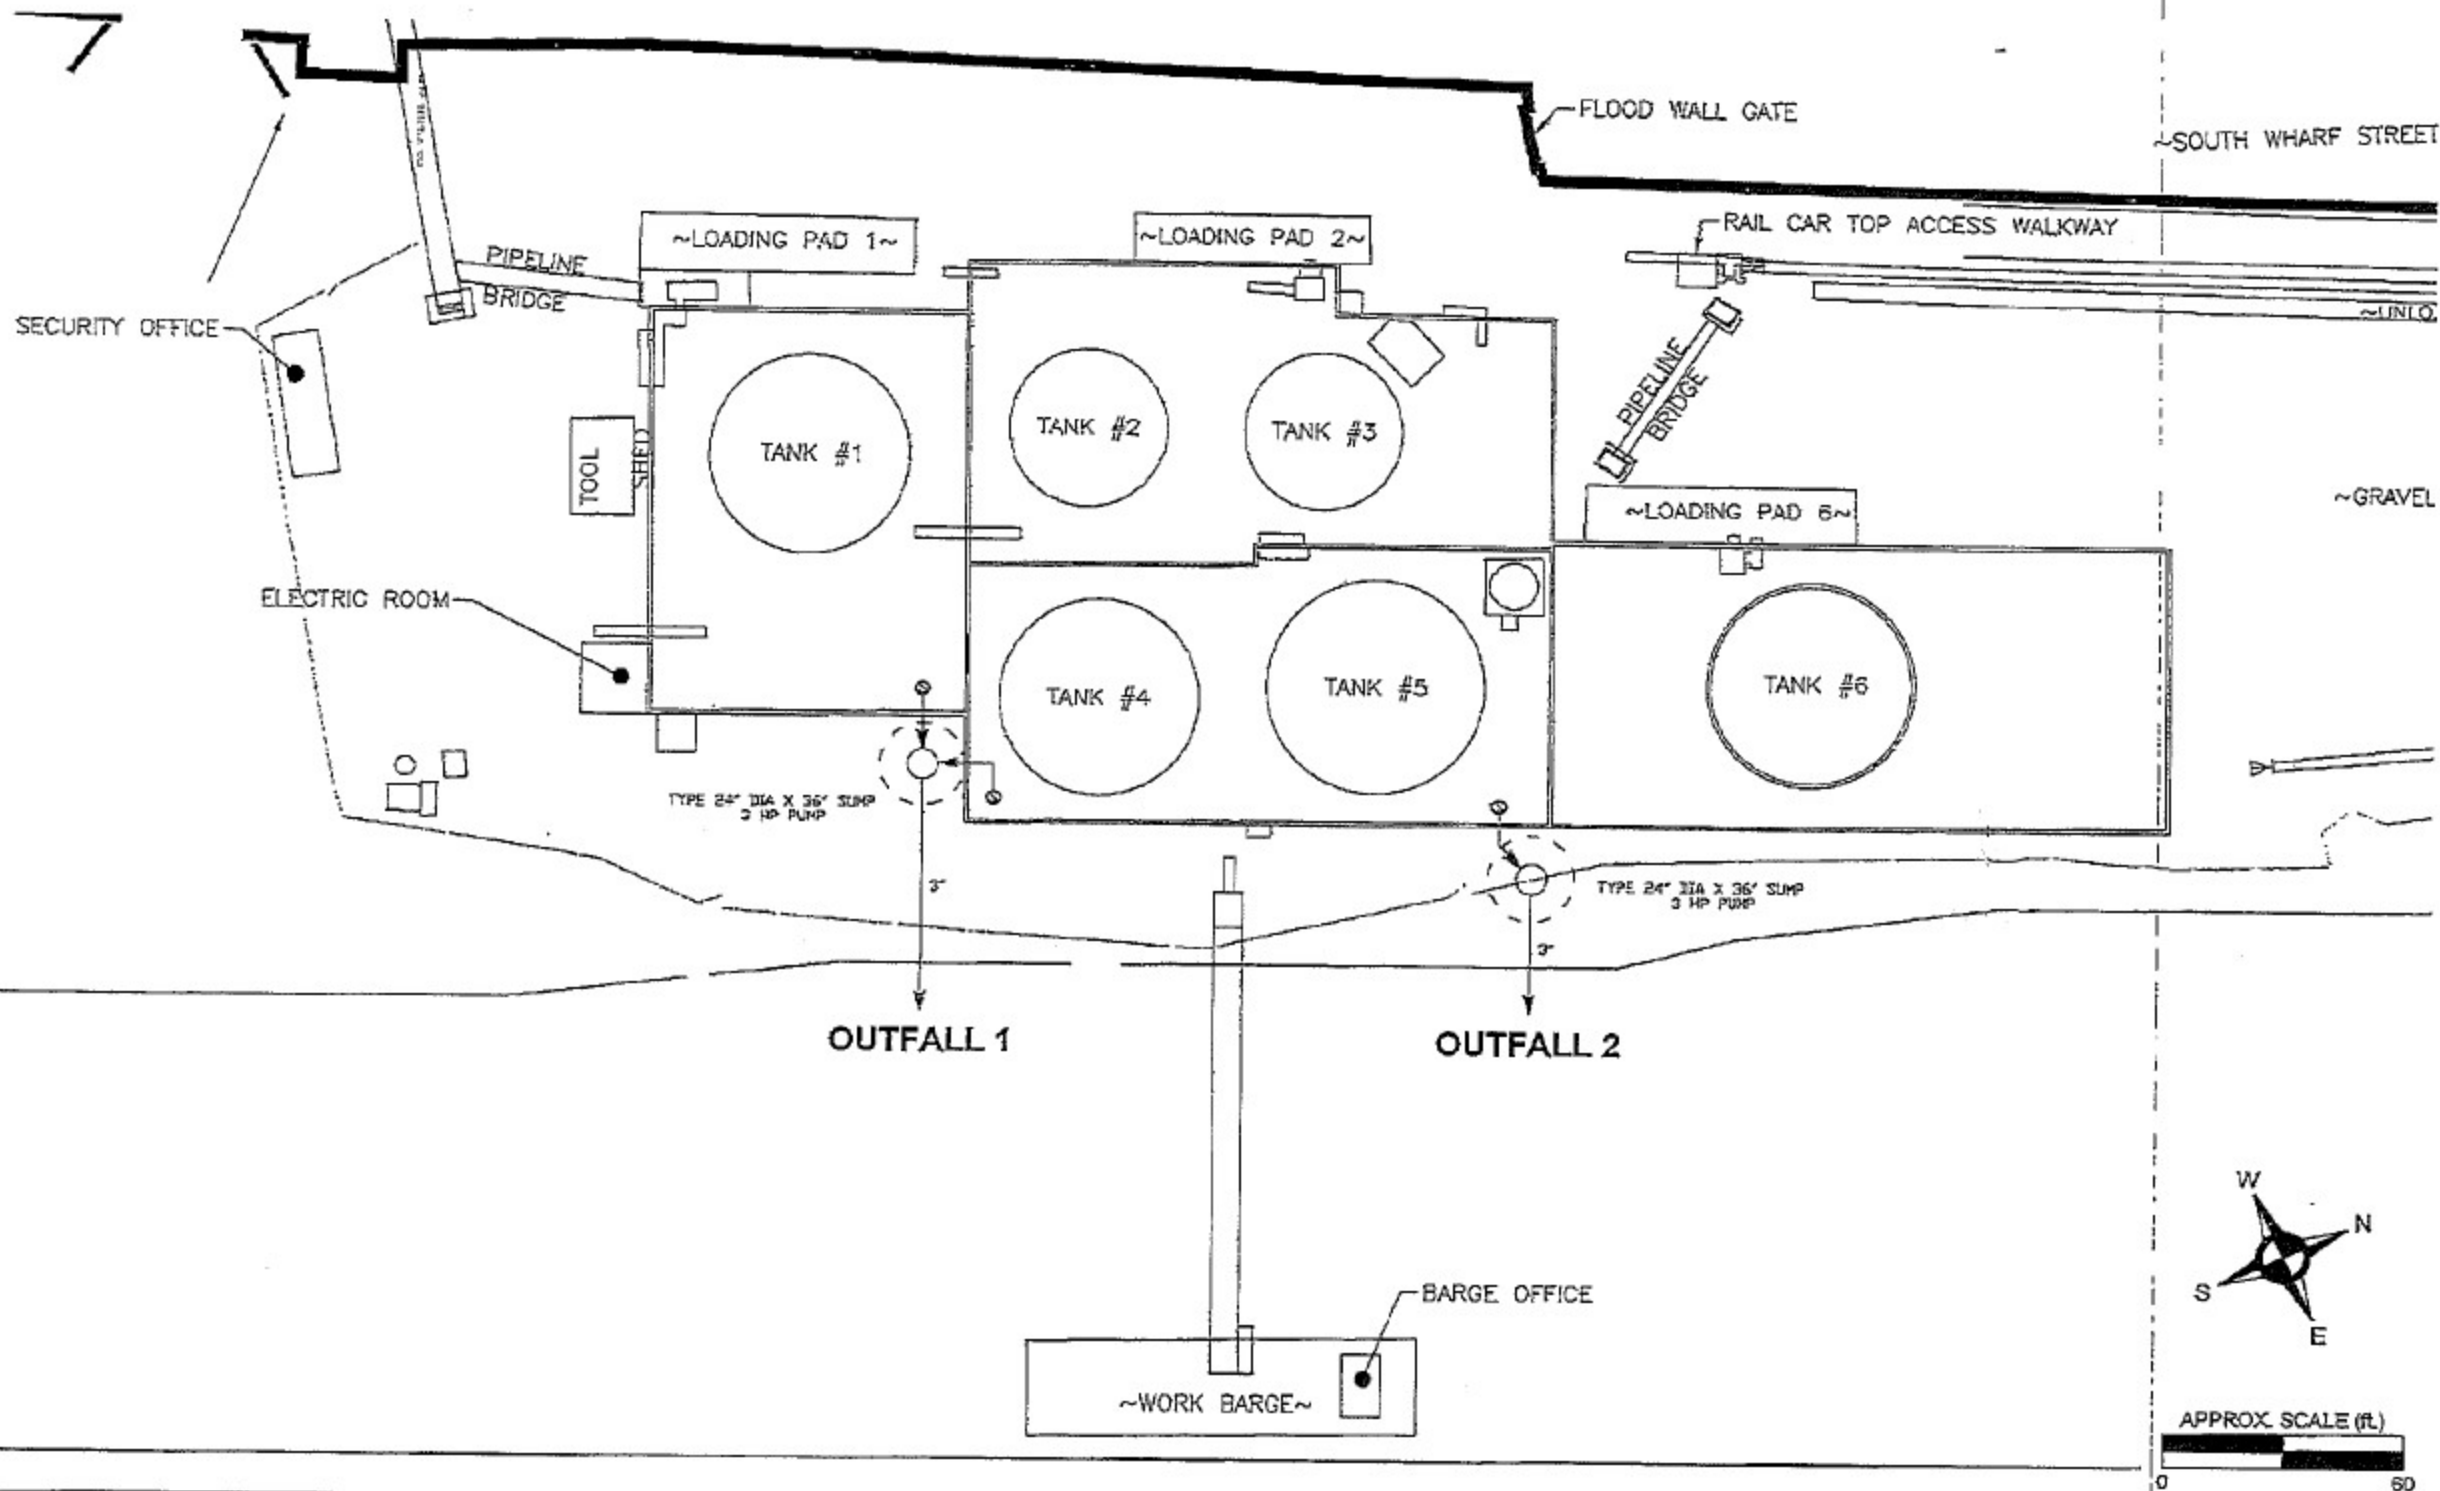 FLOOD WALL GATE
~SOUTH WHARF STREET
RAIL CAR TOP ACCESS WALKWAY
~LOADING PAD 1~
~LOADING PAD 2~
PIPELINE
BRIDGE
SECURITY OFFICE
~UNLO
PIPELINE
BRIDGE
TANK #1
TANK #2
TANK #3
TOOL
SHED
~LOADING PAD 6~
~GRAVEL
ELECTRIC ROOM
TANK #4
TANK #5
TANK #6
TYPE 24" DIA X 36" SUMP
3 HP PUMP
3"
TYPE 24" DIA X 36" SUMP
3 HP PUMP
3"
OUTFALL 1
OUTFALL 2
W
N
S
E
BARGE OFFICE
~WORK BARGE~
APPROX. SCALE (ft.)
0
60